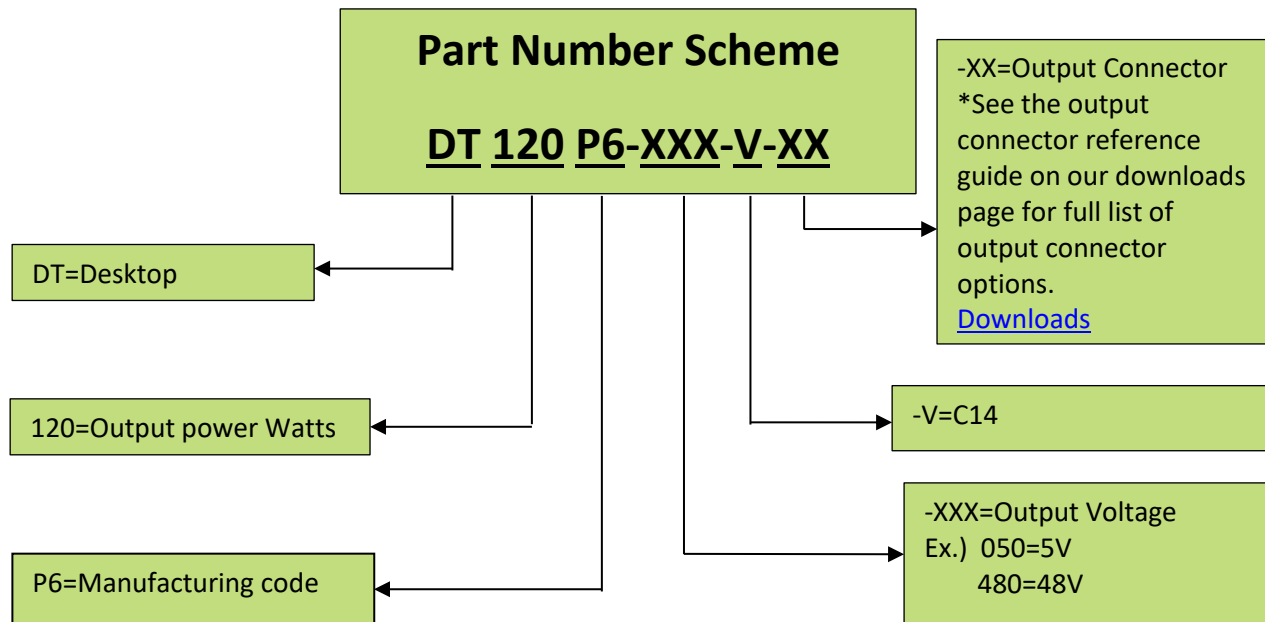 Part Number Scheme
DT 120 P6-XXX-V-XX
-XX=Output Connector
*See the output
connector reference
guide on our downloads
page for full list of
output connector
options.
Downloads
DT=Desktop
120=Output power Watts
-V=C14
P6=Manufacturing code
-XXX=Output Voltage
Ex.) 050=5V
480=48V